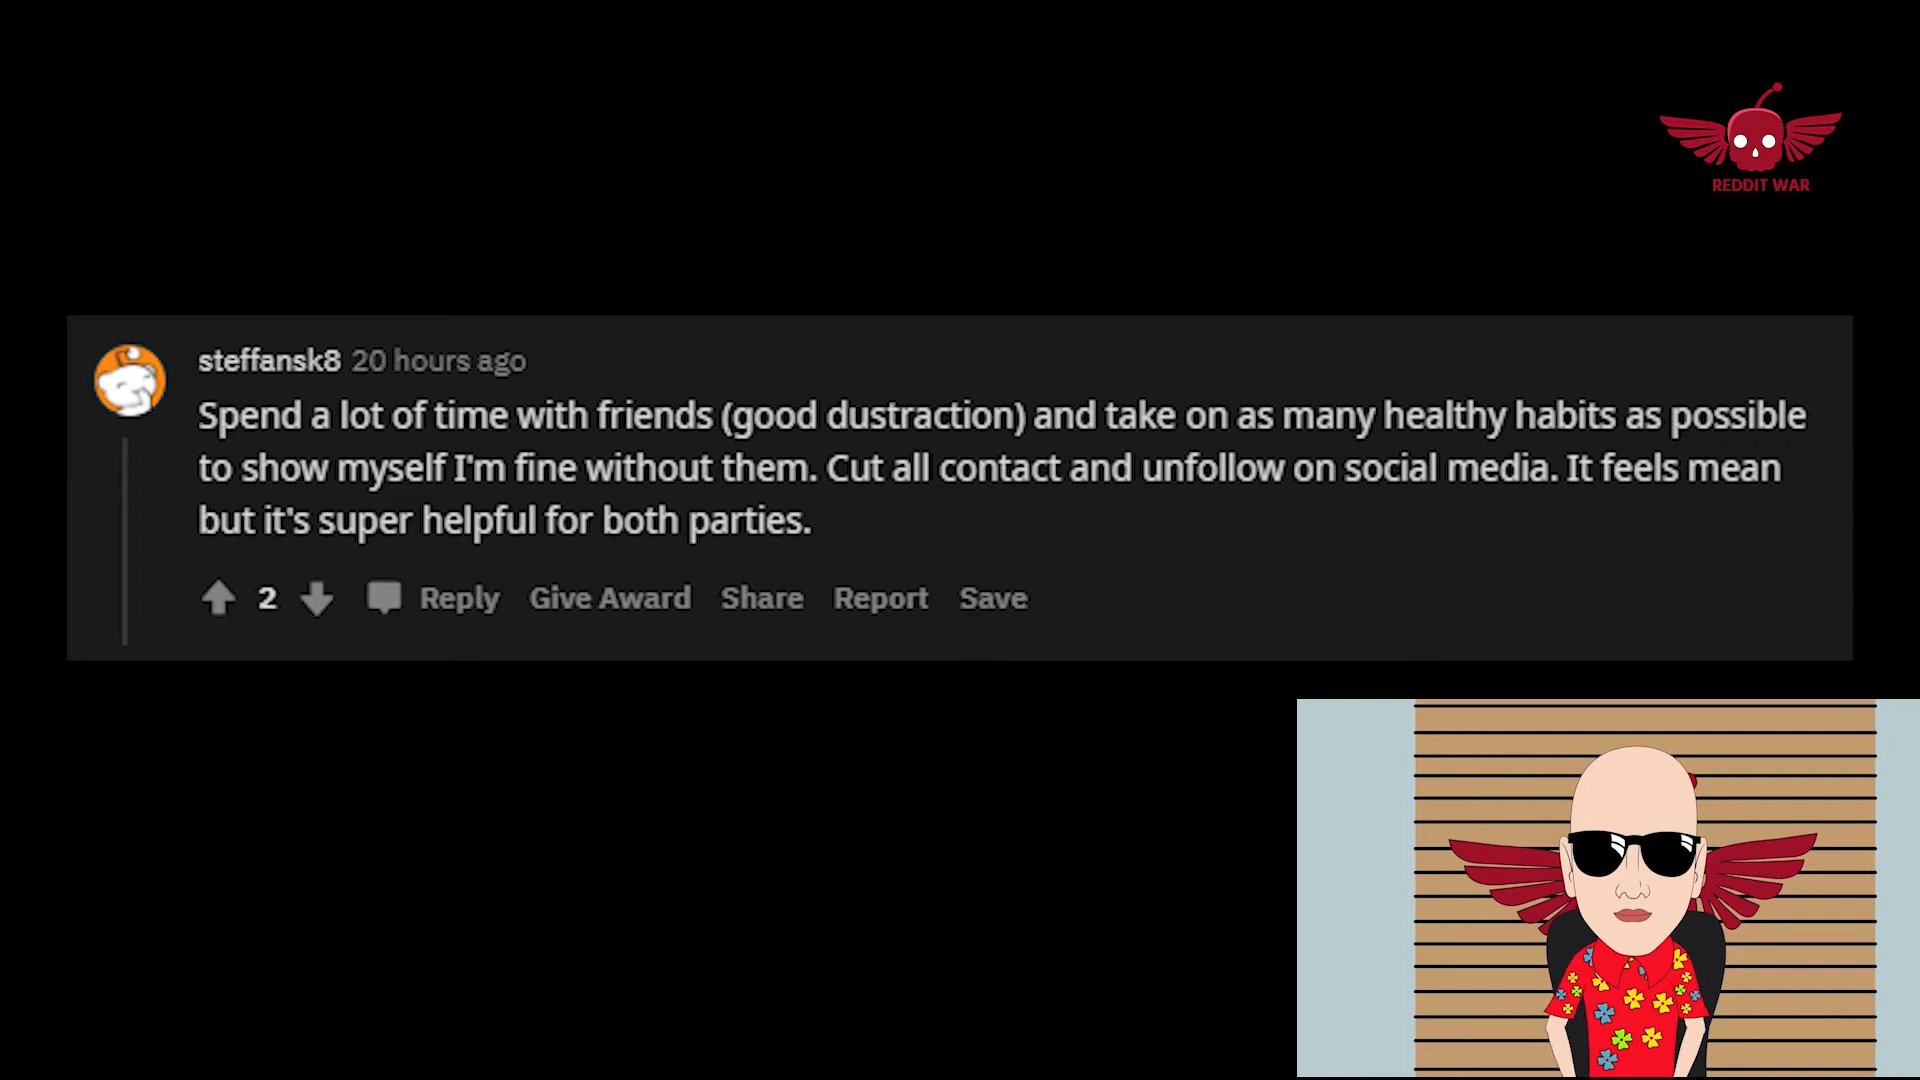 REDDIT WAR
steffansk8 20 hours ago
Spend a lot of time with friends (good dustraction) and take on as many healthy habits as possible
to show myself I'm fine without them. Cut all contact and unfollow on social media. It feels mean
but it's super helpful for both parties.
2 Reply Give Award Share Report Save